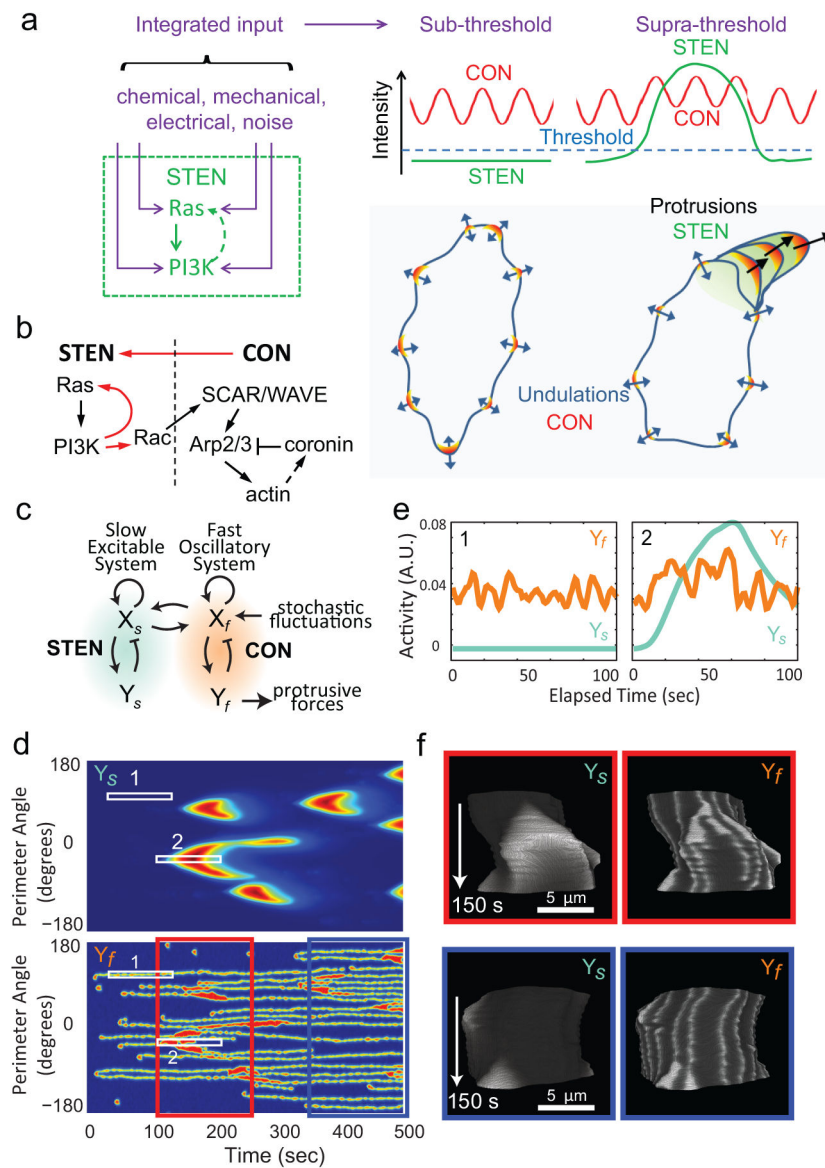 a
Integrated input
Sub-threshold
Supra-threshold
STEN
CON
CON
chemical, mechanical,
electrical, noise
Intensity
Threshold
STEN
STEN
Ras
PI3K
Protrusions
STEN
Undulations
CON
b
STEN
CON
Ras
SCAR/WAVE
PI3K
Rac
Arp2/3
coronin
actin
c
Slow
Excitable
System
Fast
Oscillatory
System
Xs
Xf
stochastic
fluctuations
STEN
CON
Ys
Yf
protrusive
forces
e
Activity (A.U.)
0.08
0.04
0
1
Yf
Ys
2
Yf
Ys
0
50
100
0
50
100
Elapsed Time (sec)
d
Perimeter Angle
(degrees)
180
0
−180
Ys
1
2
Perimeter Angle
(degrees)
180
0
−180
Yf
1
2
0
100
200
300
400
500
Time (sec)
f
Ys
150 s
5 µm
Yf
Ys
150 s
5 µm
Yf